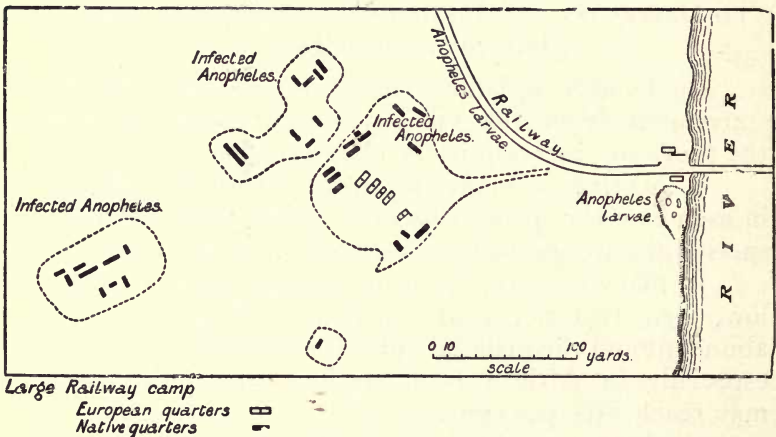 Infected
Anopheles.
Infected
Anopheles.
Infected Anopheles.
Anopheles larvae.
Railway.
Anopheles
larvae.
RIVER
0 10 100
yards.
scale
Large Railway camp
European quarters
Native quarters